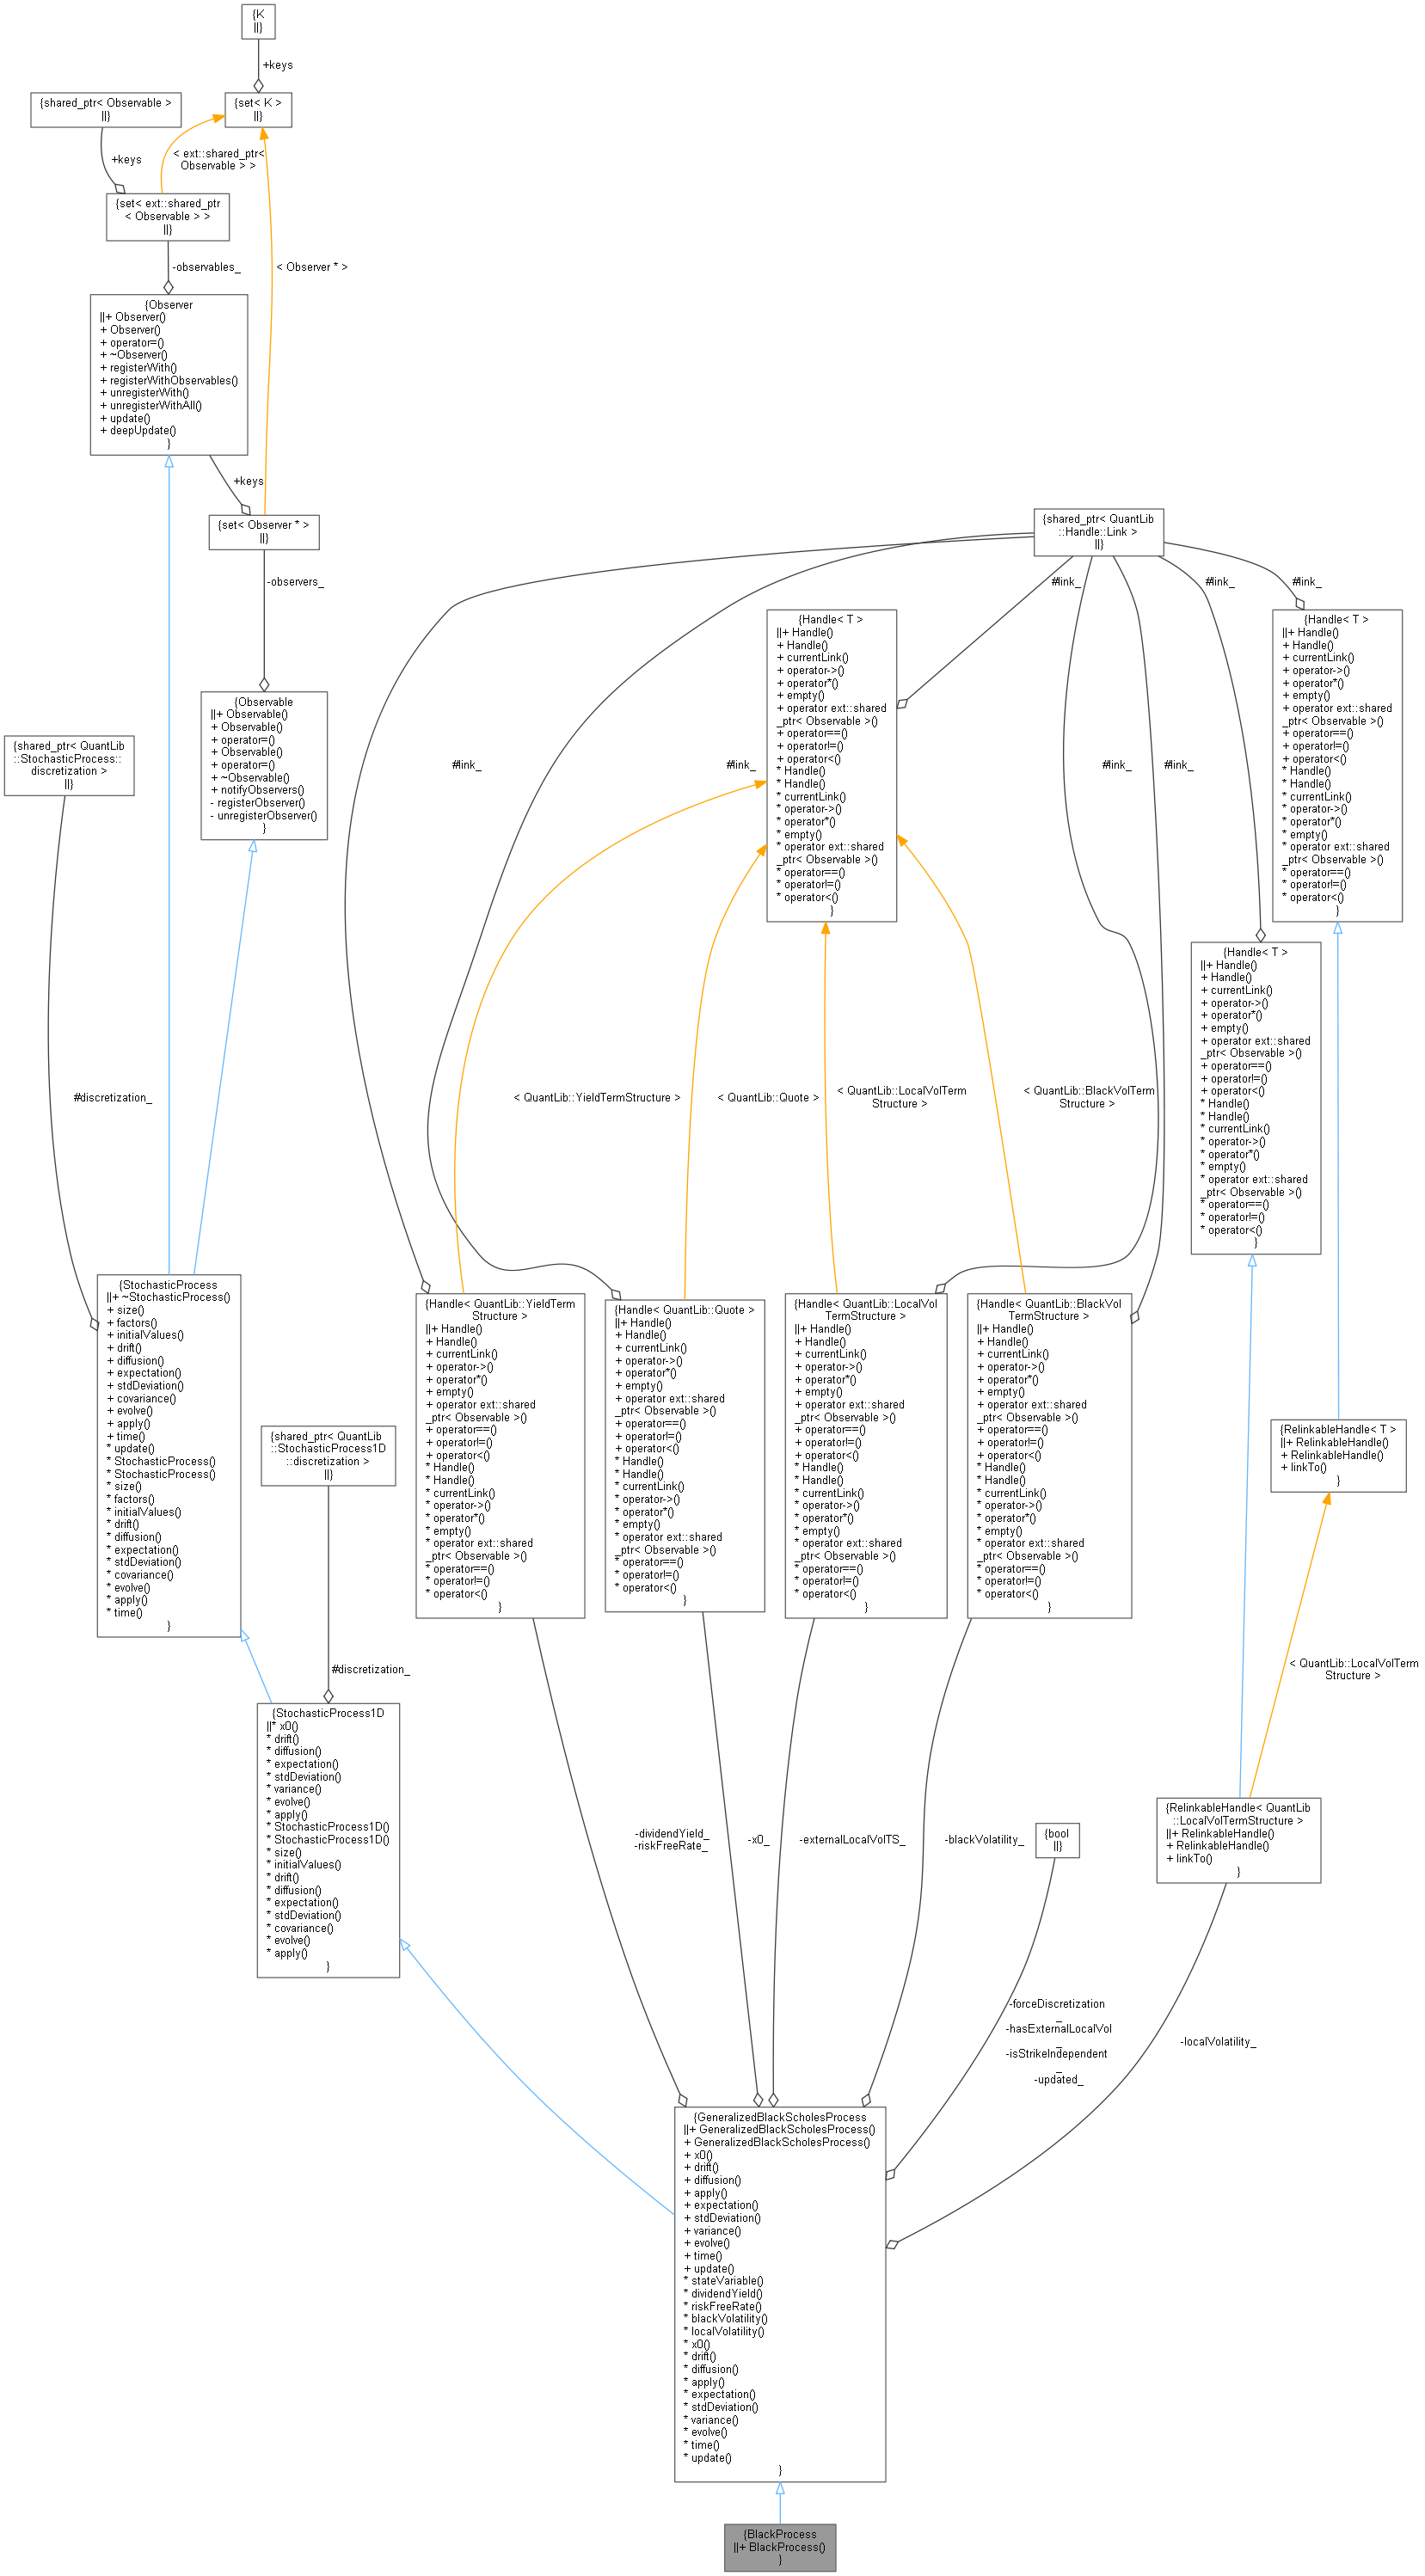 {K
||}
+keys
{shared_ptr< Observable >
||}
{set< K >
||}
+keys
< ext::shared_ptr<
Observable > >
{set< ext::shared_ptr
< Observable > >
||}
-observables_
< Observer * >
{Observer
||+ Observer()
+ Observer()
+ operator=()
+ ~Observer()
+ registerWith()
+ registerWithObservables()
+ unregisterWith()
+ unregisterWithAll()
+ update()
+ deepUpdate()
}
+keys
{set< Observer * >
||}
-observers_
{shared_ptr< QuantLib
::Handle::Link >
||}
#link_
#link_
#link_
{Handle< T >
||+ Handle()
+ Handle()
+ currentLink()
+ operator->()
+ operator*()
+ empty()
+ operator ext::shared
_ptr< Observable >()
+ operator==()
+ operator!=()
+ operator<()
* Handle()
* Handle()
* currentLink()
* operator->()
* operator*()
* empty()
* operator ext::shared
_ptr< Observable >()
* operator==()
* operator!=()
* operator<()
}
{Handle< T >
||+ Handle()
+ Handle()
+ currentLink()
+ operator->()
+ operator*()
+ empty()
+ operator ext::shared
_ptr< Observable >()
+ operator==()
+ operator!=()
+ operator<()
* Handle()
* Handle()
* currentLink()
* operator->()
* operator*()
* empty()
* operator ext::shared
_ptr< Observable >()
* operator==()
* operator!=()
* operator<()
}
{Observable
||+ Observable()
+ Observable()
+ operator=()
+ Observable()
+ operator=()
+ ~Observable()
+ notifyObservers()
- registerObserver()
- unregisterObserver()
}
{shared_ptr< QuantLib
::StochasticProcess::
discretization >
||}
#link_
#link_
#link_
#link_
{Handle< T >
||+ Handle()
+ Handle()
+ currentLink()
+ operator->()
+ operator*()
+ empty()
+ operator ext::shared
_ptr< Observable >()
+ operator==()
+ operator!=()
+ operator<()
* Handle()
* Handle()
* currentLink()
* operator->()
* operator*()
* empty()
* operator ext::shared
_ptr< Observable >()
* operator==()
* operator!=()
* operator<()
}
#discretization_
< QuantLib::YieldTermStructure >
< QuantLib::Quote >
< QuantLib::LocalVolTerm
Structure >
< QuantLib::BlackVolTerm
Structure >
{StochasticProcess
||+ ~StochasticProcess()
+ size()
+ factors()
+ initialValues()
+ drift()
+ diffusion()
+ expectation()
+ stdDeviation()
+ covariance()
+ evolve()
+ apply()
+ time()
* update()
* StochasticProcess()
* StochasticProcess()
* size()
* factors()
* initialValues()
* drift()
* diffusion()
* expectation()
* stdDeviation()
* covariance()
* evolve()
* apply()
* time()
}
{Handle< QuantLib::YieldTerm
Structure >
||+ Handle()
+ Handle()
+ currentLink()
+ operator->()
+ operator*()
+ empty()
+ operator ext::shared
_ptr< Observable >()
+ operator==()
+ operator!=()
+ operator<()
* Handle()
* Handle()
* currentLink()
* operator->()
* operator*()
* empty()
* operator ext::shared
_ptr< Observable >()
* operator==()
* operator!=()
* operator<()
}
{Handle< QuantLib::Quote >
||+ Handle()
+ Handle()
+ currentLink()
+ operator->()
+ operator*()
+ empty()
+ operator ext::shared
_ptr< Observable >()
+ operator==()
+ operator!=()
+ operator<()
* Handle()
* Handle()
* currentLink()
* operator->()
* operator*()
* empty()
* operator ext::shared
_ptr< Observable >()
* operator==()
* operator!=()
* operator<()
}
{Handle< QuantLib::LocalVol
TermStructure >
||+ Handle()
+ Handle()
+ currentLink()
+ operator->()
+ operator*()
+ empty()
+ operator ext::shared
_ptr< Observable >()
+ operator==()
+ operator!=()
+ operator<()
* Handle()
* Handle()
* currentLink()
* operator->()
* operator*()
* empty()
* operator ext::shared
_ptr< Observable >()
* operator==()
* operator!=()
* operator<()
}
{Handle< QuantLib::BlackVol
TermStructure >
||+ Handle()
+ Handle()
+ currentLink()
+ operator->()
+ operator*()
+ empty()
+ operator ext::shared
_ptr< Observable >()
+ operator==()
+ operator!=()
+ operator<()
* Handle()
* Handle()
* currentLink()
* operator->()
* operator*()
* empty()
* operator ext::shared
_ptr< Observable >()
* operator==()
* operator!=()
* operator<()
}
{shared_ptr< QuantLib
::StochasticProcess1D
::discretization >
||}
{RelinkableHandle< T >
||+ RelinkableHandle()
+ RelinkableHandle()
+ linkTo()
}
#discretization_
< QuantLib::LocalVolTerm
Structure >
{StochasticProcess1D
||* x0()
* drift()
* diffusion()
* expectation()
* stdDeviation()
* variance()
* evolve()
* apply()
* StochasticProcess1D()
* StochasticProcess1D()
* size()
* initialValues()
* drift()
* diffusion()
* expectation()
* stdDeviation()
* covariance()
* evolve()
* apply()
}
-dividendYield_
-riskFreeRate_
-x0_
-externalLocalVolTS_
-blackVolatility_
{bool
||}
{RelinkableHandle< QuantLib
::LocalVolTermStructure >
||+ RelinkableHandle()
+ RelinkableHandle()
+ linkTo()
}
-forceDiscretization
_
-hasExternalLocalVol
_
-isStrikeIndependent
_
-updated_
-localVolatility_
{GeneralizedBlackScholesProcess
||+ GeneralizedBlackScholesProcess()
+ GeneralizedBlackScholesProcess()
+ x0()
+ drift()
+ diffusion()
+ apply()
+ expectation()
+ stdDeviation()
+ variance()
+ evolve()
+ time()
+ update()
* stateVariable()
* dividendYield()
* riskFreeRate()
* blackVolatility()
* localVolatility()
* x0()
* drift()
* diffusion()
* apply()
* expectation()
* stdDeviation()
* variance()
* evolve()
* time()
* update()
}
{BlackProcess
||+ BlackProcess()
}